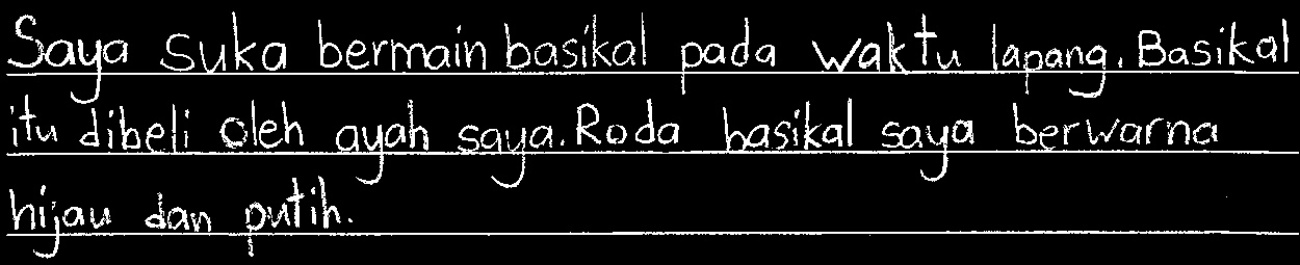 Saya suka bermain basikal pada waktu lapang. Basikal
itu dibeli oleh ayah saya. Roda basikal saya berwarna
hijau dan putih.